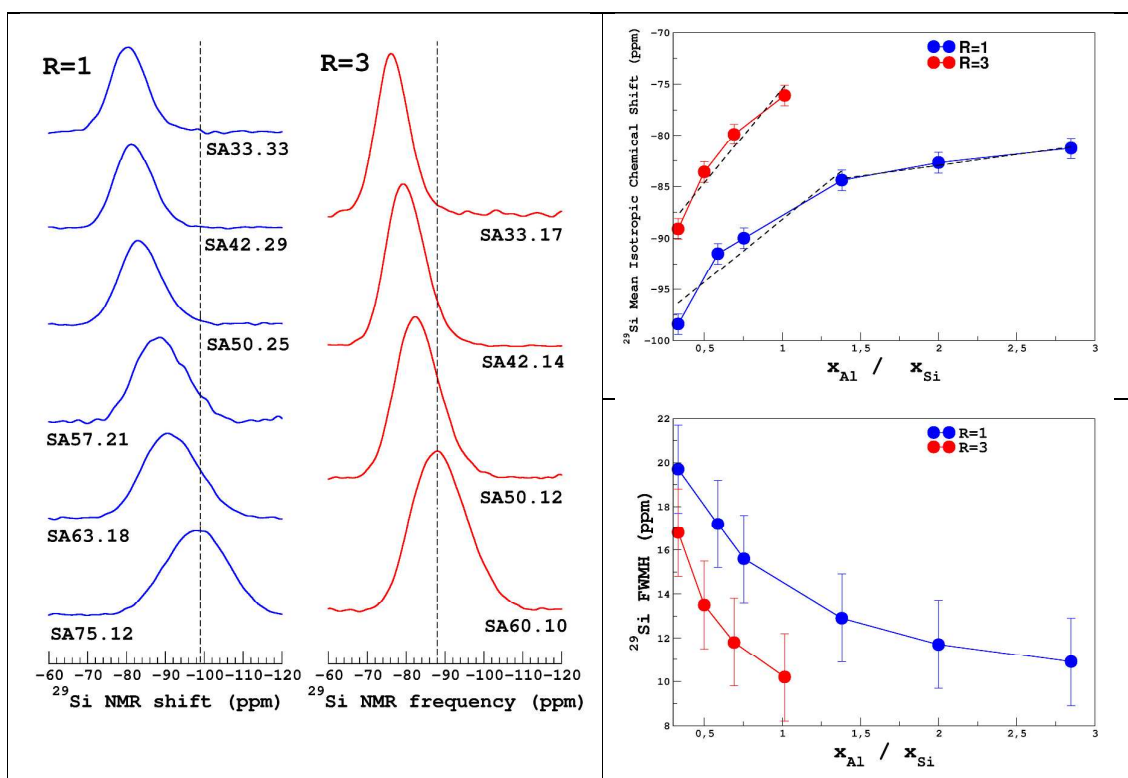 R=1
SA33.33
SA42.29
SA50.25
SA57.21
SA63.18
SA75.12
−60 −70 −80 −90 −100 −110 −120
²⁹Si NMR shift (ppm)
R=3
SA33.17
SA42.14
SA50.12
SA60.10
−60 −70 −80 −90 −100−110−120
²⁹Si NMR frequency (ppm)
²⁹Si Mean Isotropic Chemical Shift (ppm)
-70
-75
-80
-85
-90
-95
-100
R=1
R=3
0,5 1 1,5 2 2,5 3
x_Al / x_Si
²⁹Si FWMH (ppm)
22
20
18
16
14
12
10
8
R=1
R=3
0,5 1 1,5 2 2,5 3
x_Al / x_Si